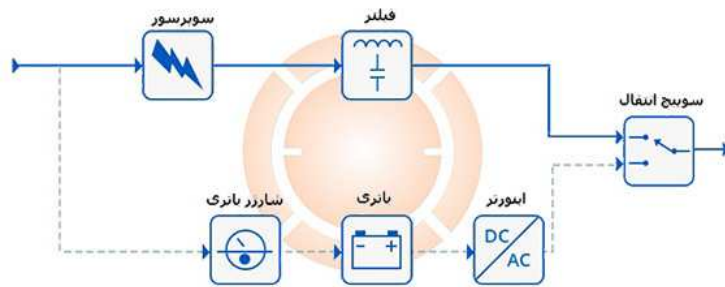 سوپرسور
فیلتر
سوییچ انتقال
شارژر باتری
باتری
اینورتر
DC
AC